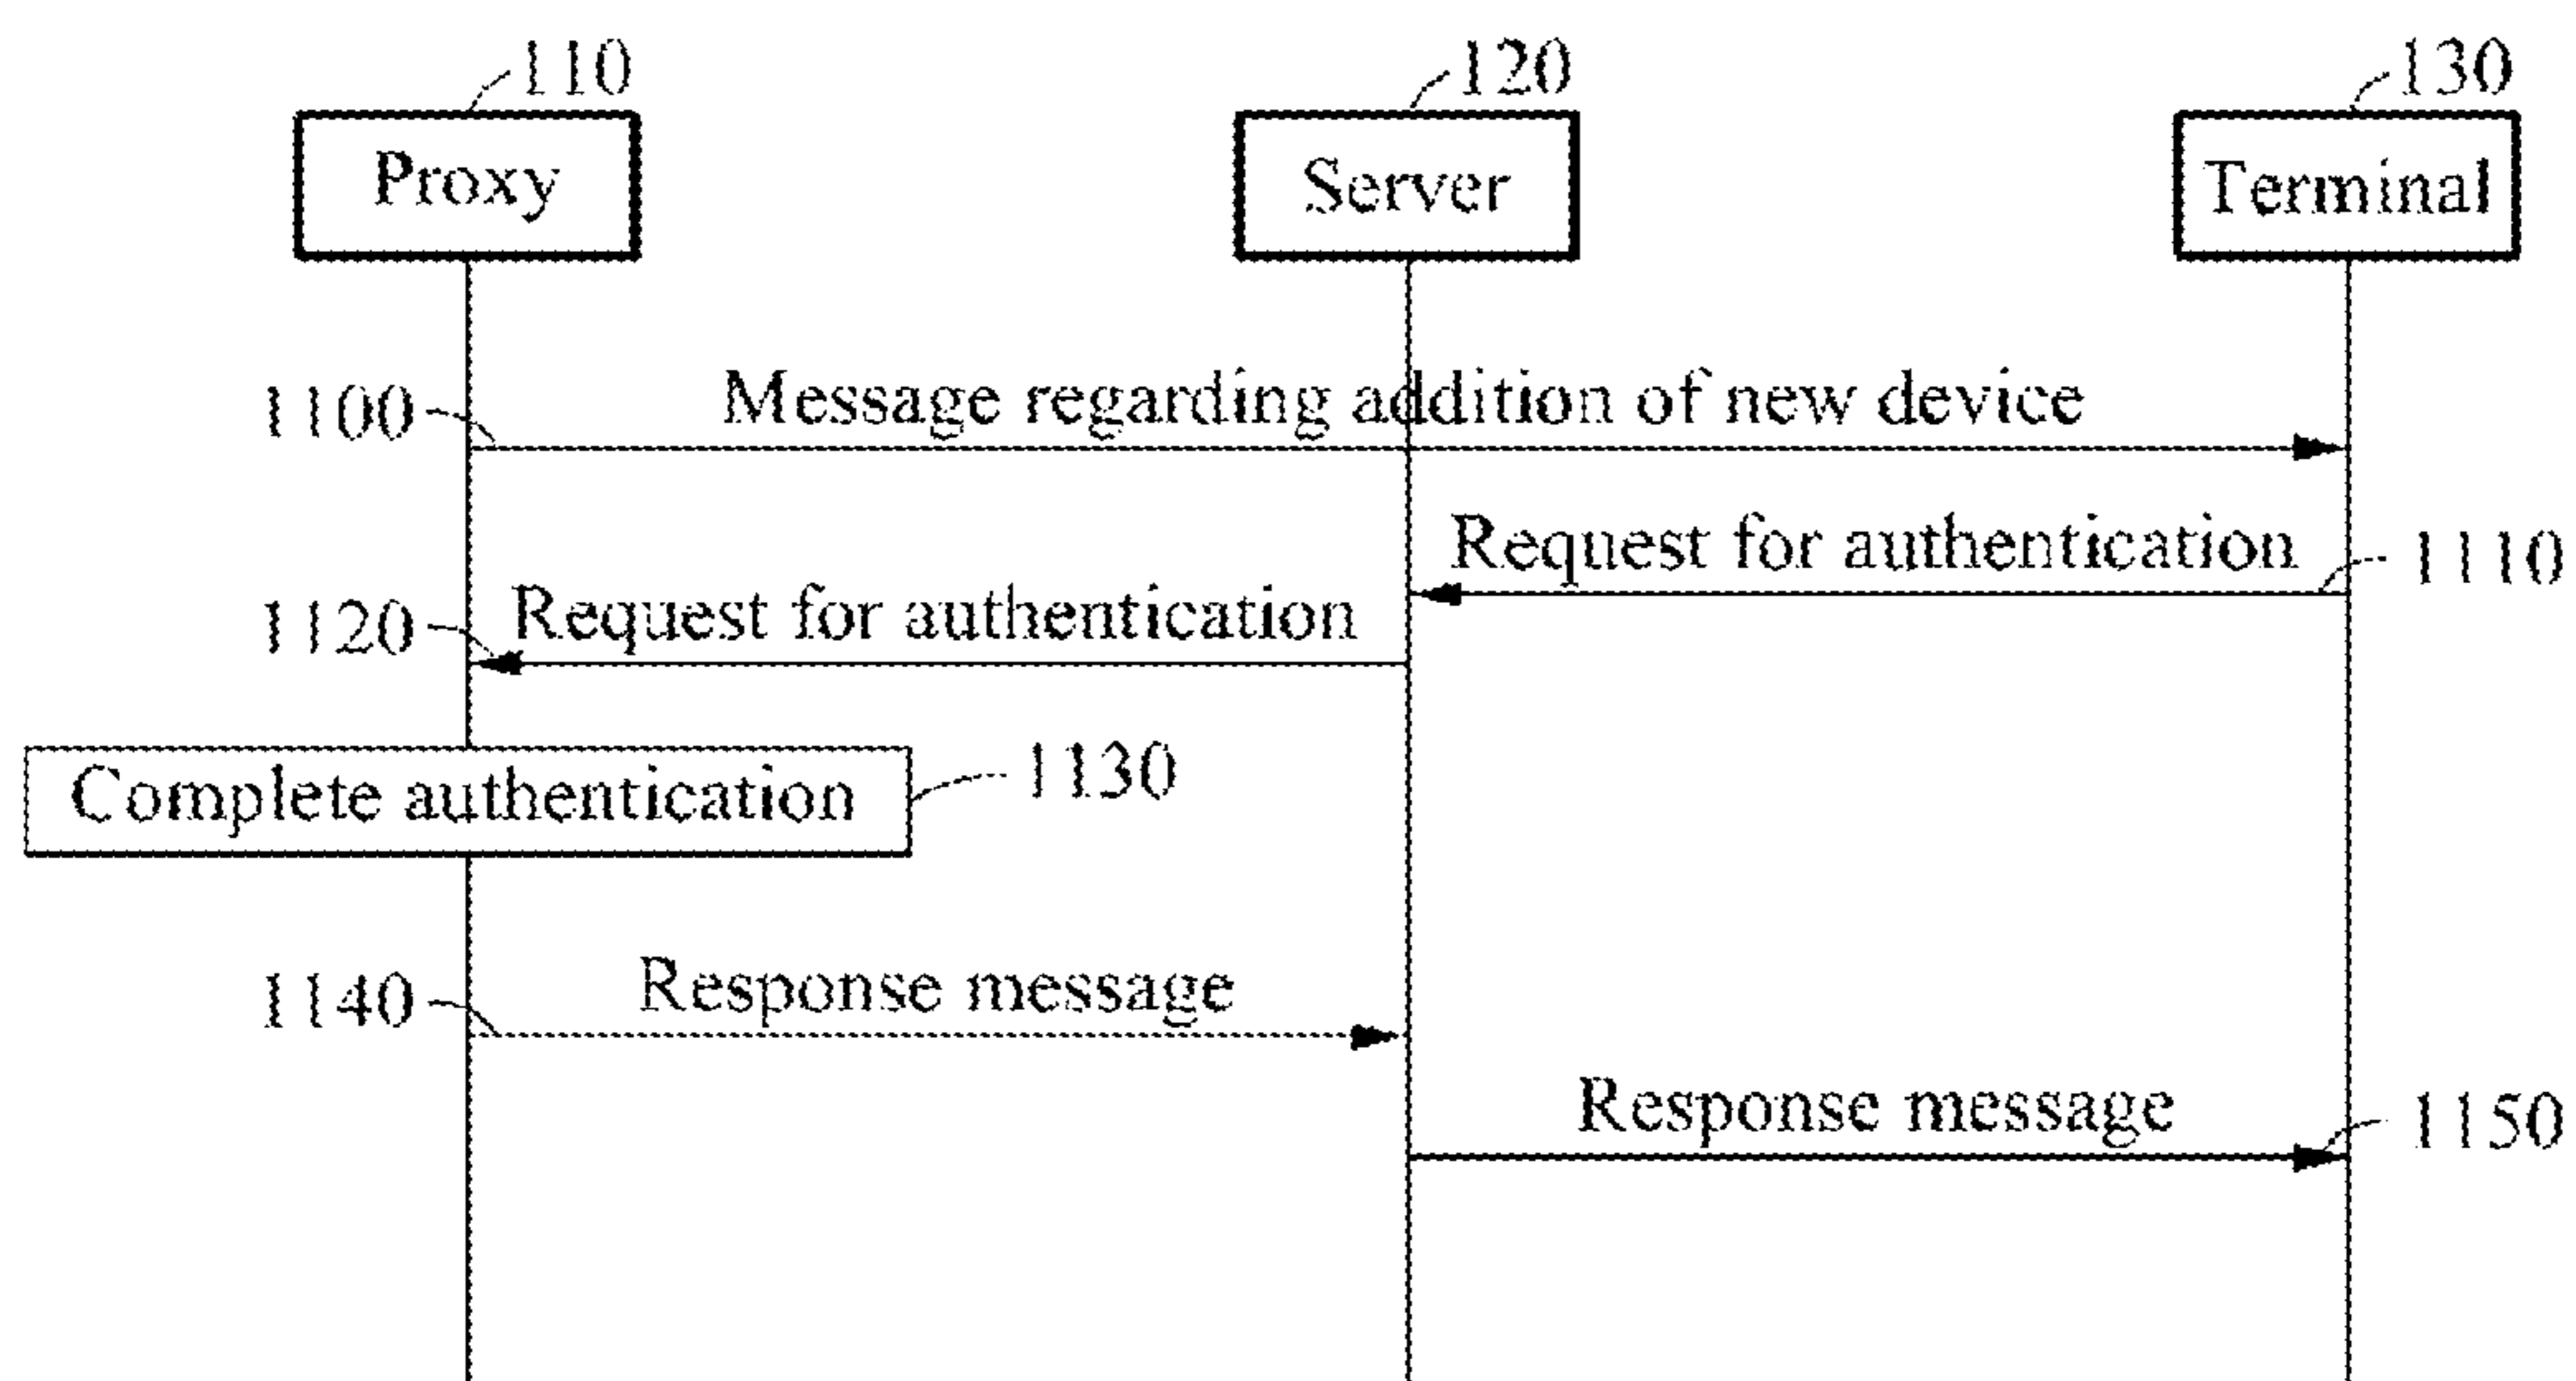 110
120
130
Proxy
Server
Terminal
1100
Message regarding addition of new device
Request for authentication
1110
1120
Request for authentication
Complete authentication
1130
1140
Response message
Response message
1150